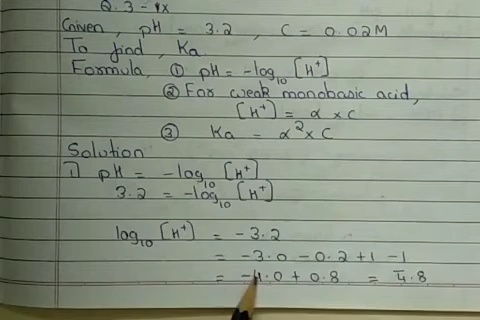 Q.3 - ix
Given, pH = 3.2, C = 0.02M
To find, Ka
Formula, ① pH = -log₁₀ [H⁺]
② For weak monobasic acid,
[H⁺] = α × C
③ Ka = α² × C
Solution
1) pH = -log₁₀ [H⁺]
3.2 = -log₁₀ [H⁺]
log₁₀ [H⁺] = -3.2
= -3.0 - 0.2 + 1 - 1
= -4.0 + 0.8 = 4̅.8